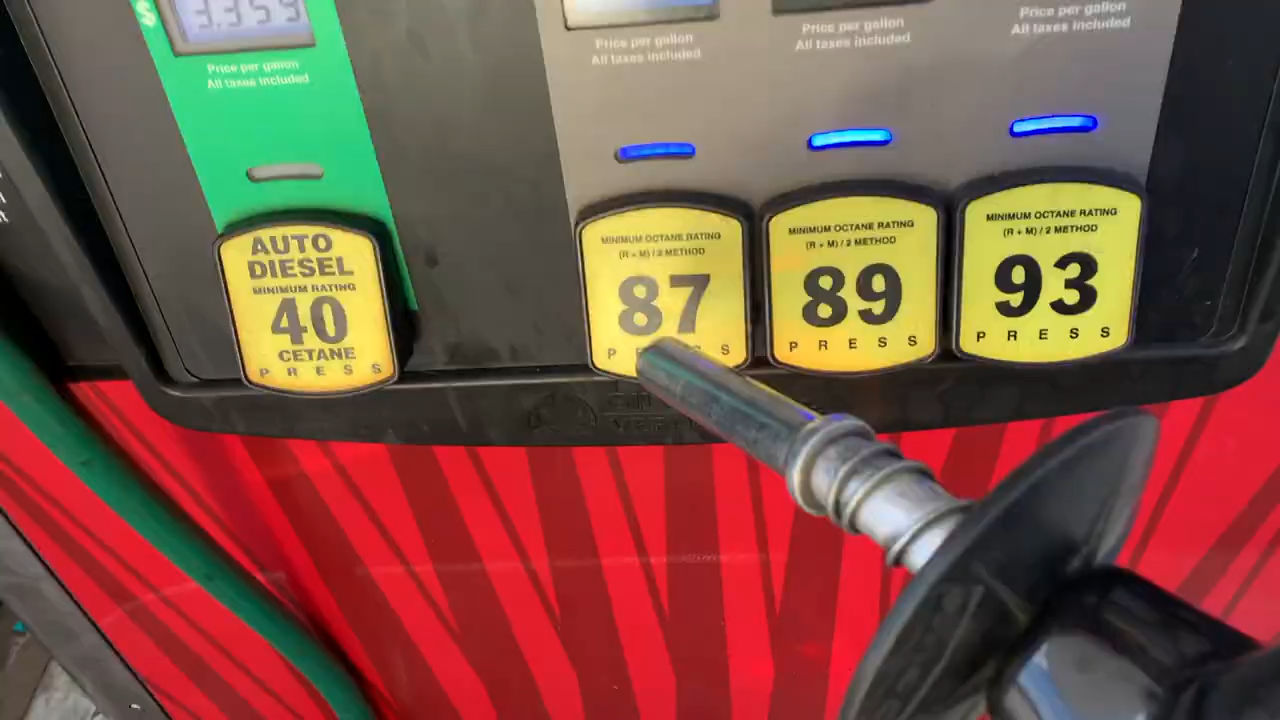 3.359
Price per gallon
All taxes included
Price per gallon
All taxes included
Price per gallon
All taxes included
Price per gallon
All taxes included
AUTO
DIESEL
MINIMUM RATING
40
CETANE
PRESS
MINIMUM OCTANE RATING
(R + M) / 2 METHOD
87
MINIMUM OCTANE RATING
(R + M) / 2 METHOD
89
PRESS
MINIMUM OCTANE RATING
(R + M) / 2 METHOD
93
PRESS